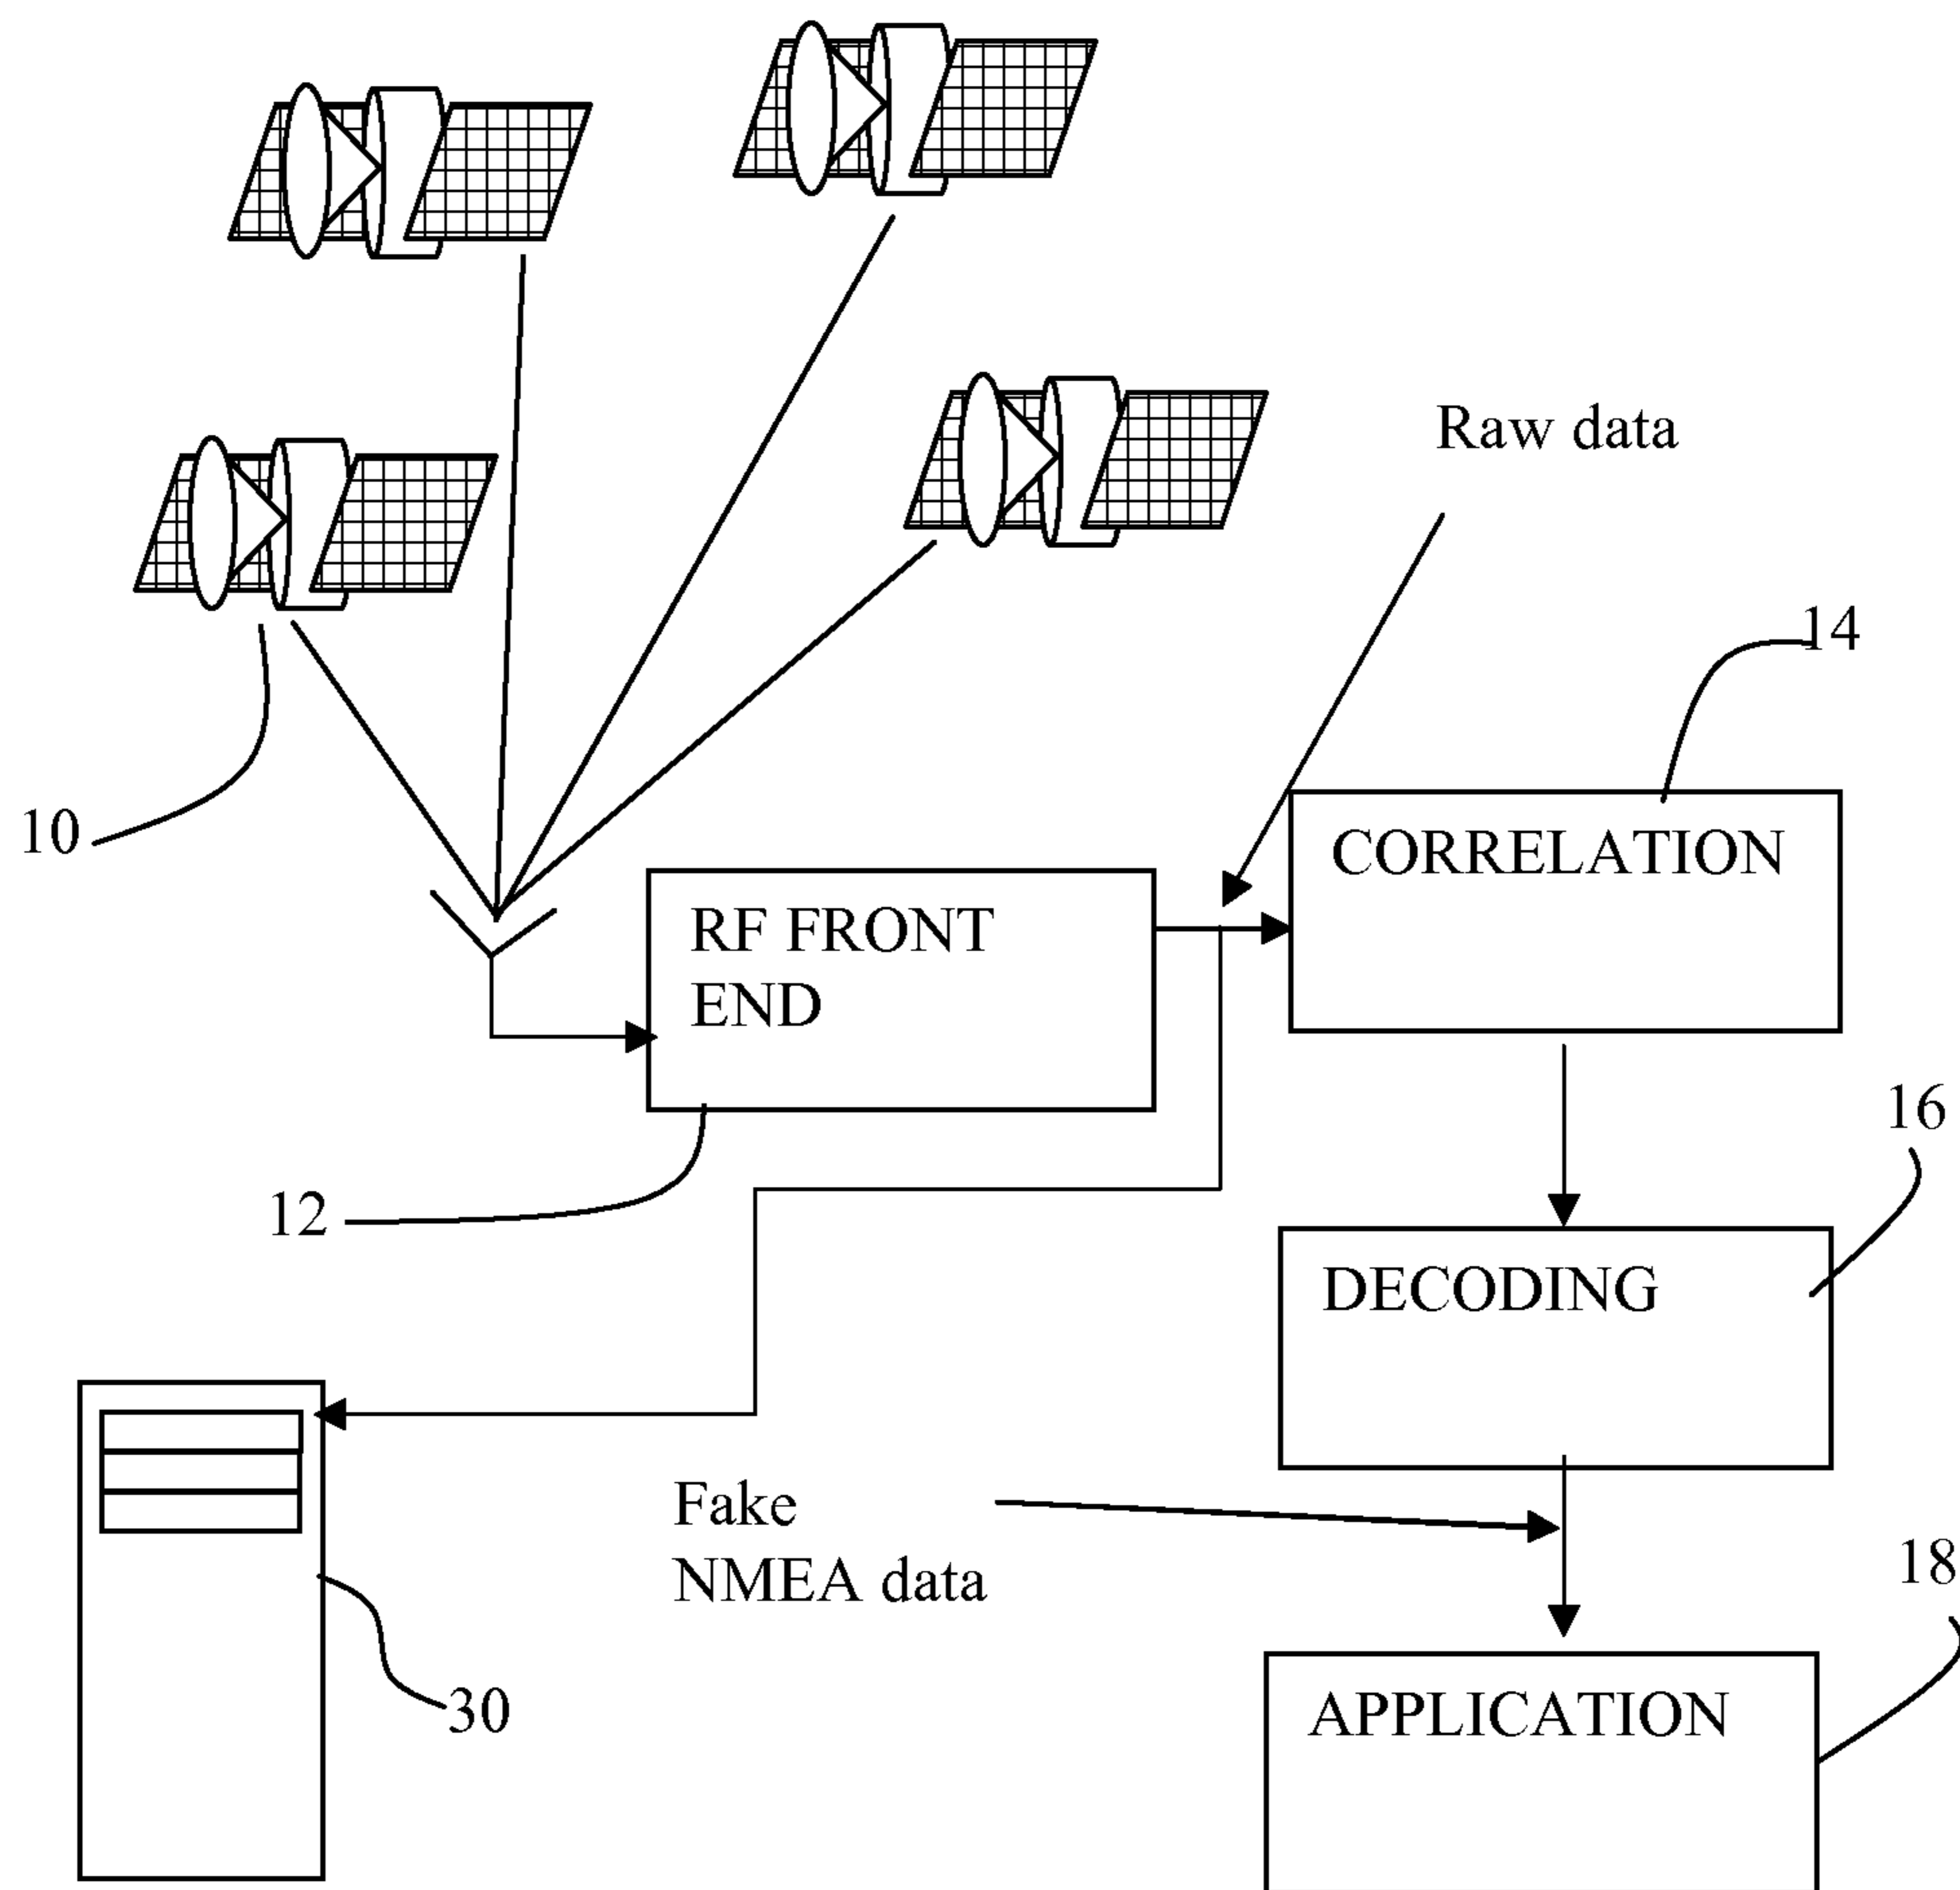 Raw data
14
10
CORRELATION
RF FRONT
END
16
12
DECODING
Fake
NMEA data
18
30
APPLICATION